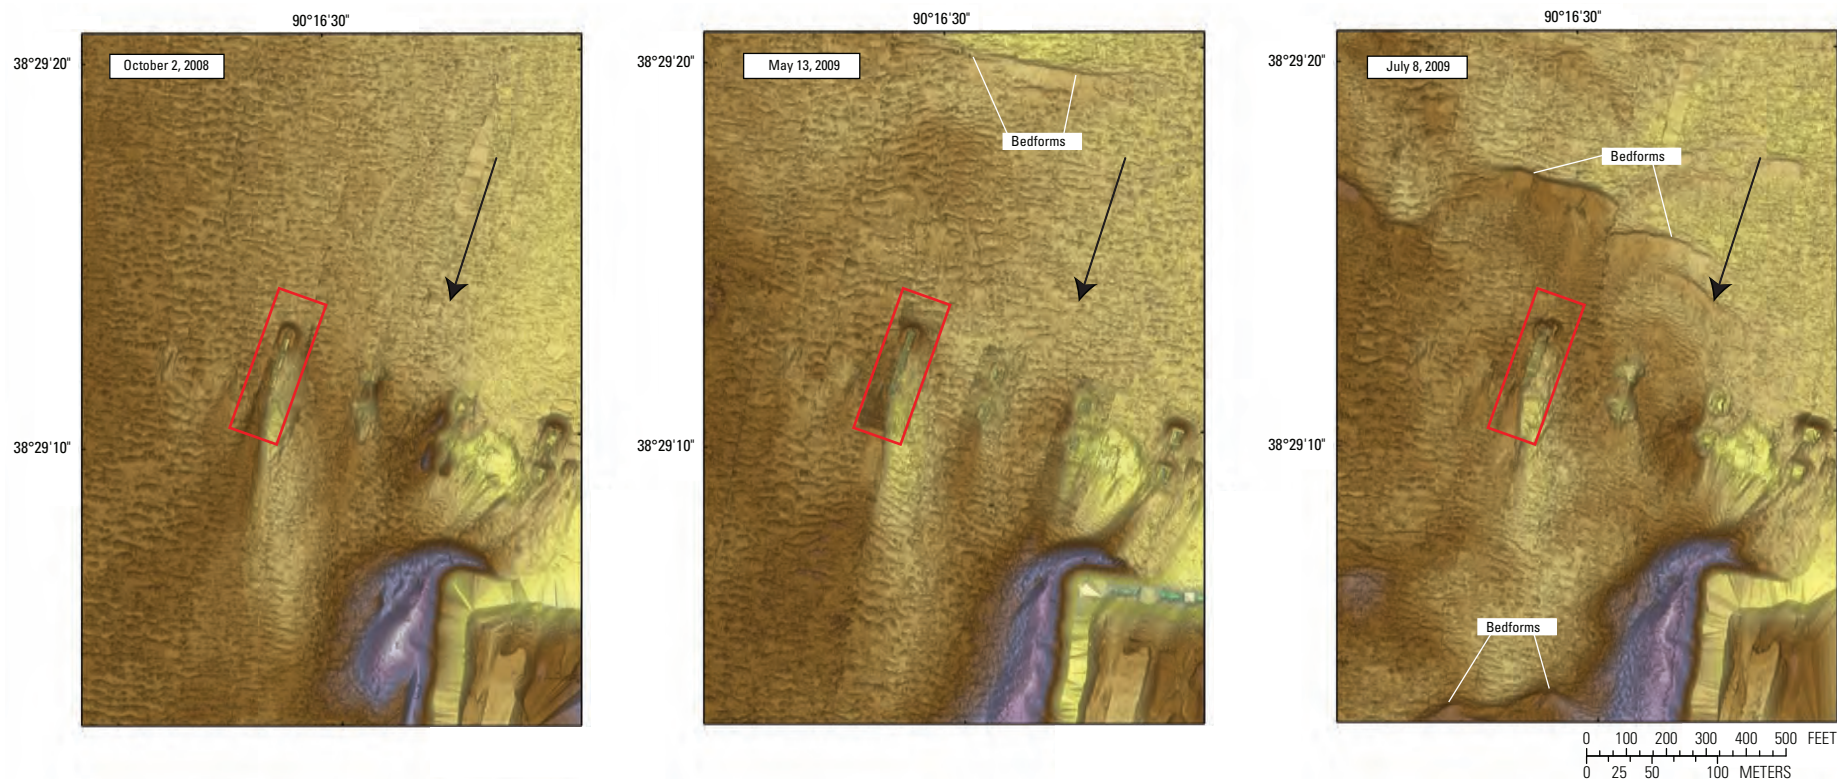 90°16'30"
October 2, 2008
38°29'20"
38°29'10"
90°16'30"
May 13, 2009
38°29'20"
Bedforms
38°29'10"
90°16'30"
July 8, 2009
38°29'20"
Bedforms
38°29'10"
Bedforms
0 100 200 300 400 500 FEET
0 25 50 100 METERS